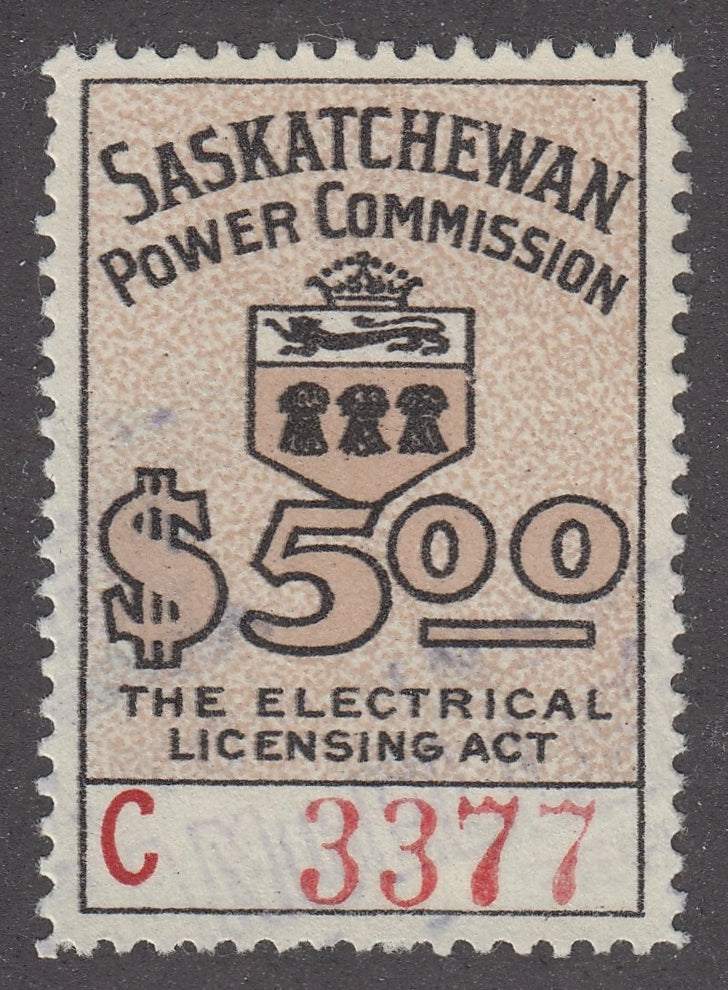 SASKATCHEWAN
POWER COMMISSION
$5.00
THE ELECTRICAL
LICENSING ACT
C 3377